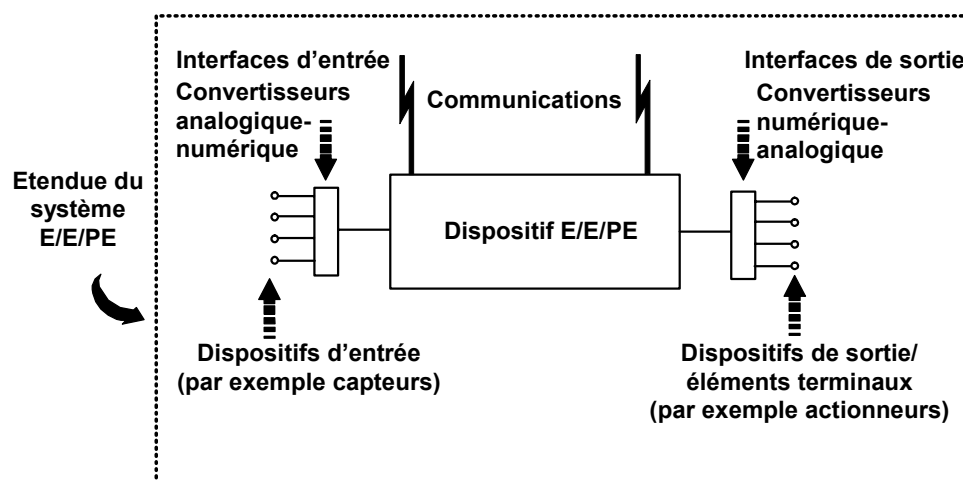 Interfaces d'entrée
Convertisseurs
analogique-
numérique
Communications
Interfaces de sortie
Convertisseurs
numérique-
analogique
Etendue du
système
E/E/PE
Dispositif E/E/PE
Dispositifs d'entrée
(par exemple capteurs)
Dispositifs de sortie/
éléments terminaux
(par exemple actionneurs)